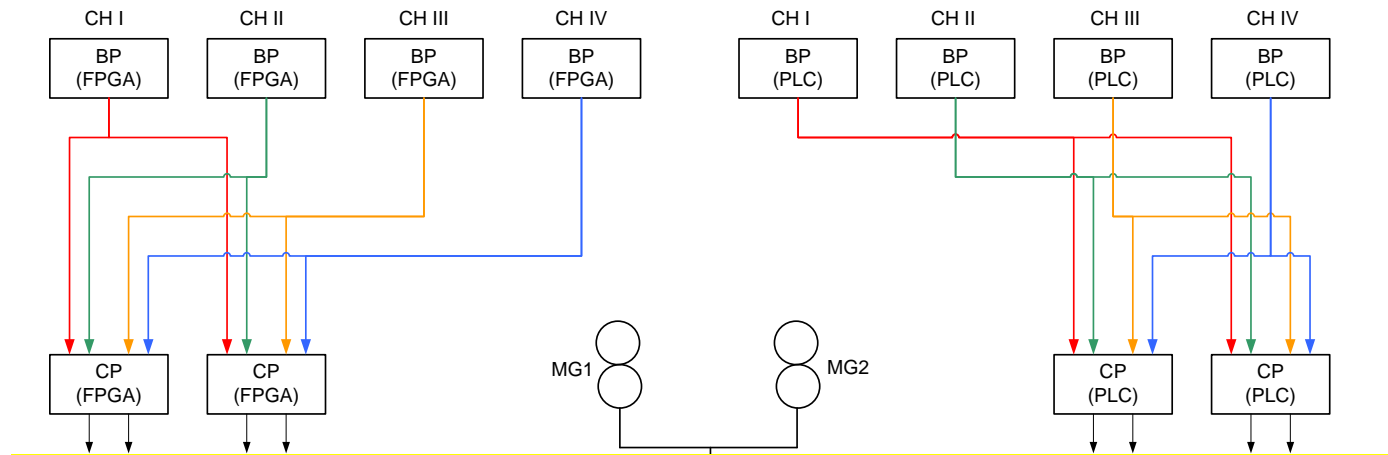 CH I
CH II
CH III
CH IV
CH I
CH II
CH III
CH IV
BP
(FPGA)
BP
(FPGA)
BP
(FPGA)
BP
(FPGA)
BP
(PLC)
BP
(PLC)
BP
(PLC)
BP
(PLC)
MG1
MG2
CP
(FPGA)
CP
(FPGA)
CP
(PLC)
CP
(PLC)